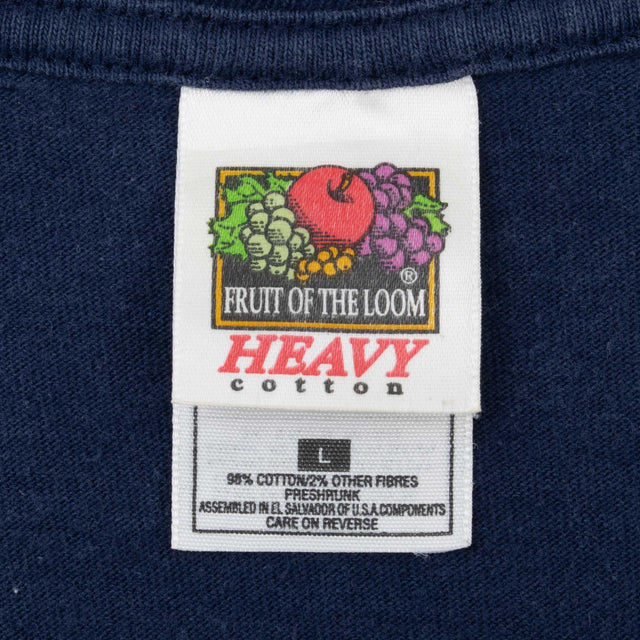 ®
FRUIT OF THE LOOM
HEAVY
cotton
L
98% COTTON/2% OTHER FIBRES
PRESHRUNK
ASSEMBLED IN EL SALVADOR OF U.S.A. COMPONENTS
CARE ON REVERSE